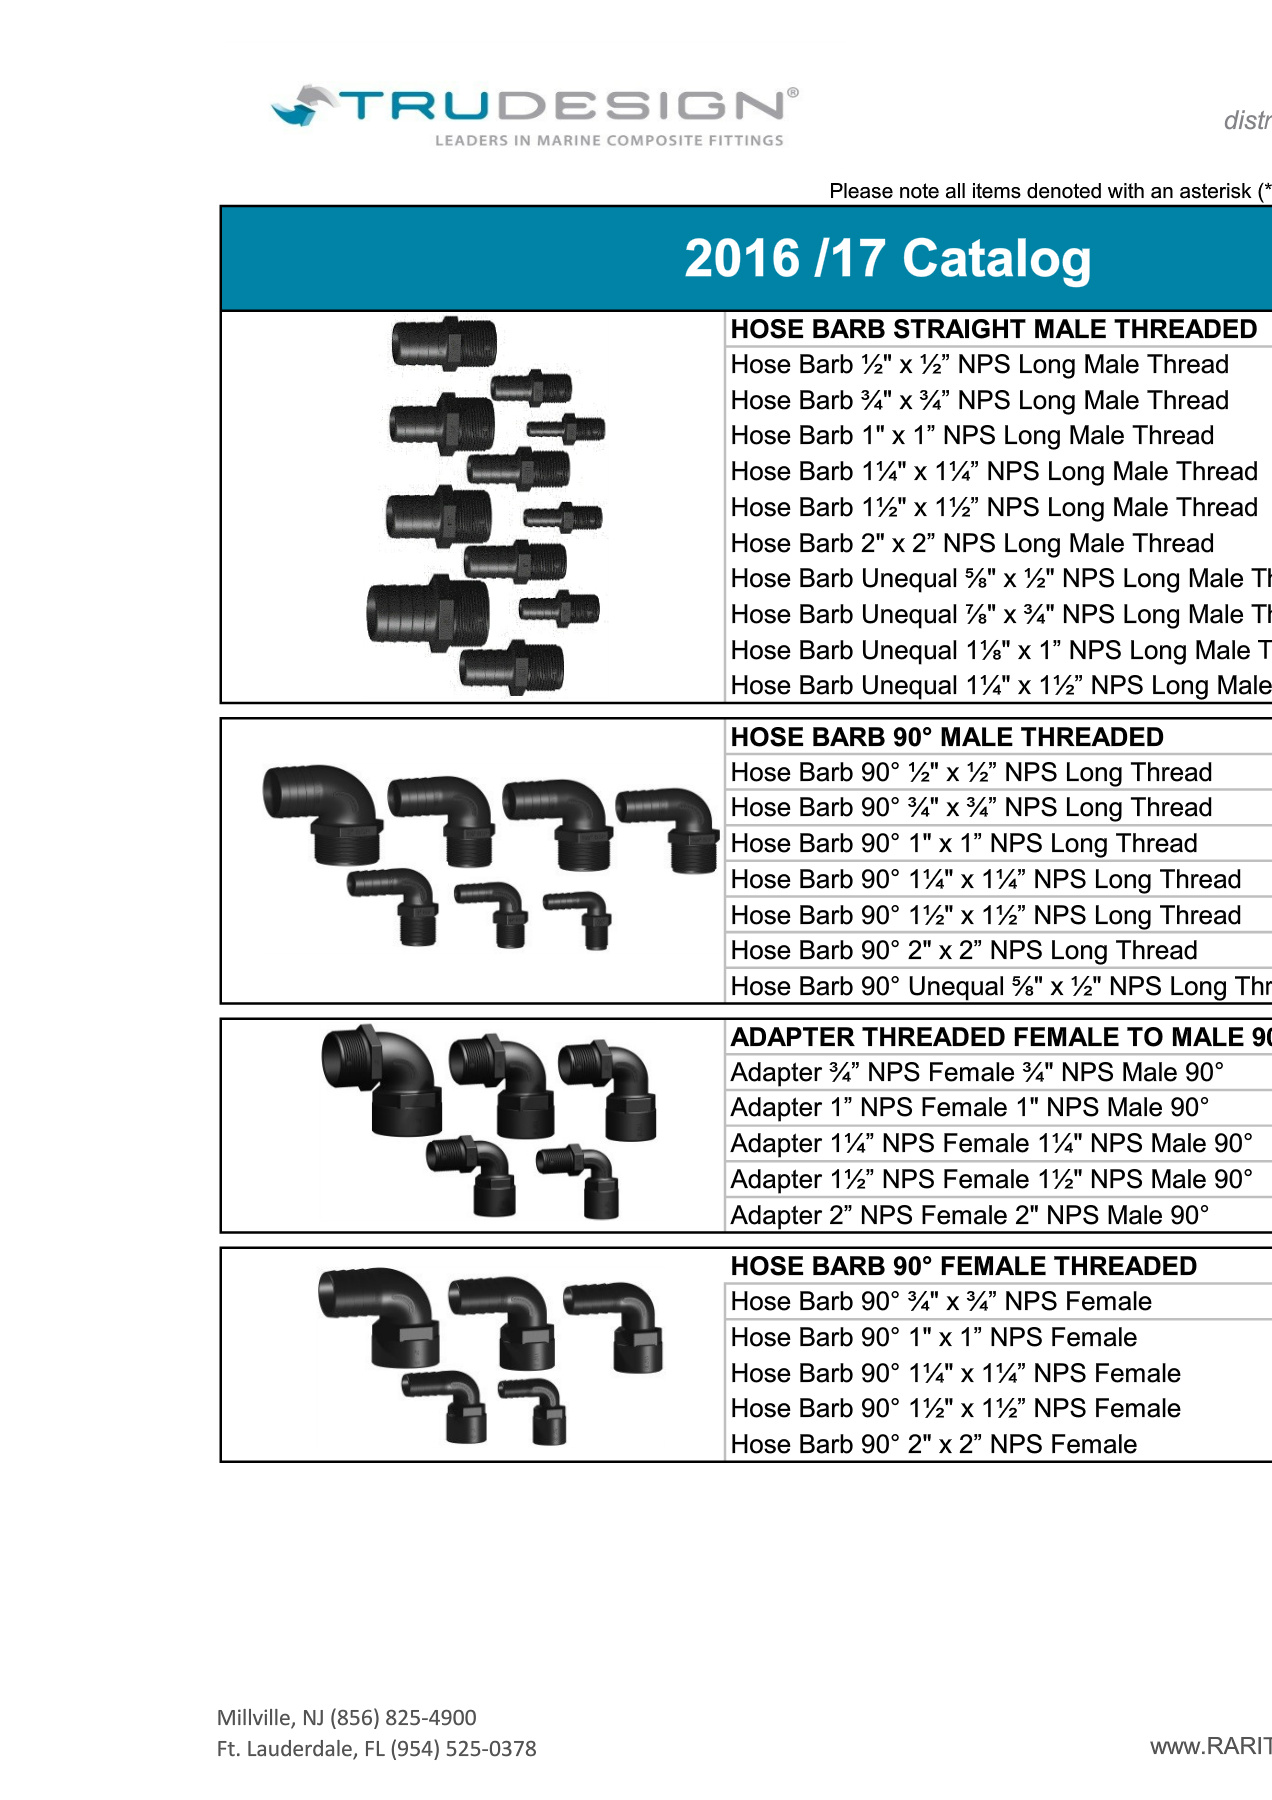 TRUDESIGN®
LEADERS IN MARINE COMPOSITE FITTINGS
distr
Please note all items denoted with an asterisk (*
2016 /17 Catalog
HOSE BARB STRAIGHT MALE THREADED
Hose Barb ½" x ½” NPS Long Male Thread
Hose Barb ¾" x ¾” NPS Long Male Thread
Hose Barb 1" x 1” NPS Long Male Thread
Hose Barb 1¼" x 1¼” NPS Long Male Thread
Hose Barb 1½" x 1½” NPS Long Male Thread
Hose Barb 2" x 2” NPS Long Male Thread
Hose Barb Unequal ⅝" x ½" NPS Long Male Th
Hose Barb Unequal ⅞" x ¾" NPS Long Male Th
Hose Barb Unequal 1⅛" x 1” NPS Long Male T
Hose Barb Unequal 1¼" x 1½” NPS Long Male
HOSE BARB 90° MALE THREADED
Hose Barb 90° ½" x ½” NPS Long Thread
Hose Barb 90° ¾" x ¾” NPS Long Thread
Hose Barb 90° 1" x 1” NPS Long Thread
Hose Barb 90° 1¼" x 1¼” NPS Long Thread
Hose Barb 90° 1½" x 1½” NPS Long Thread
Hose Barb 90° 2" x 2” NPS Long Thread
Hose Barb 90° Unequal ⅝" x ½" NPS Long Thr
ADAPTER THREADED FEMALE TO MALE 90
Adapter ¾” NPS Female ¾" NPS Male 90°
Adapter 1” NPS Female 1" NPS Male 90°
Adapter 1¼” NPS Female 1¼" NPS Male 90°
Adapter 1½” NPS Female 1½" NPS Male 90°
Adapter 2” NPS Female 2" NPS Male 90°
HOSE BARB 90° FEMALE THREADED
Hose Barb 90° ¾" x ¾” NPS Female
Hose Barb 90° 1" x 1” NPS Female
Hose Barb 90° 1¼" x 1¼” NPS Female
Hose Barb 90° 1½" x 1½” NPS Female
Hose Barb 90° 2" x 2” NPS Female
Millville, NJ (856) 825-4900
Ft. Lauderdale, FL (954) 525-0378
www.RARIT